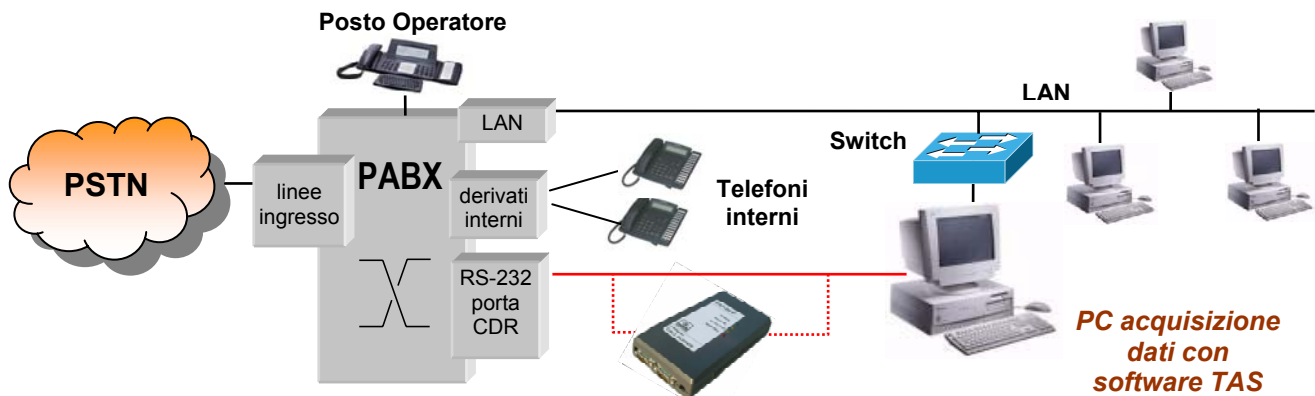 Posto Operatore
LAN
LAN
Switch
PSTN
linee
ingresso
PABX
derivati
interni
Telefoni
interni
RS-232
porta
CDR
PC acquisizione
dati con
software TAS